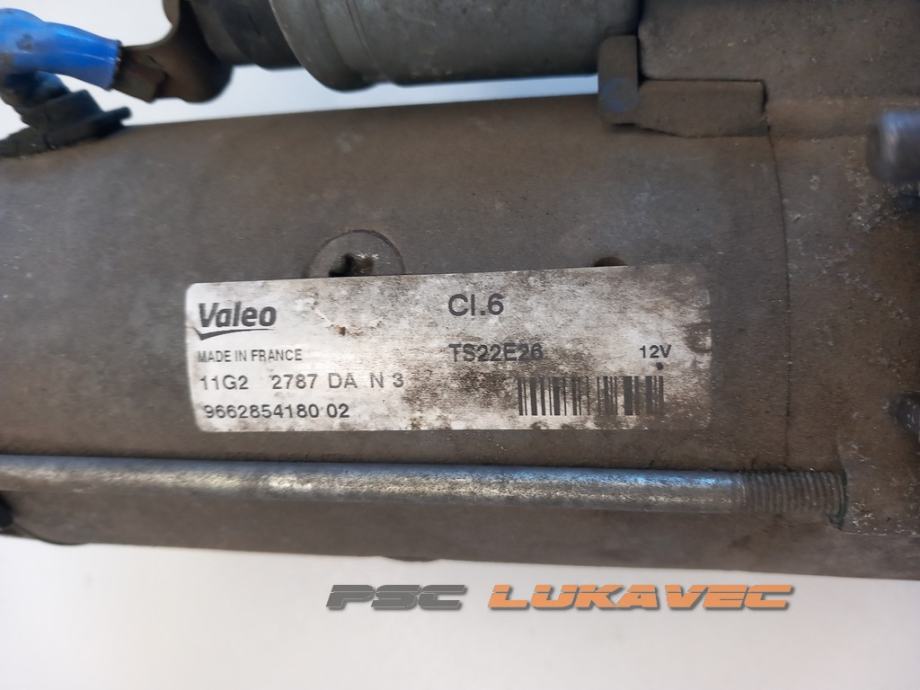 Valeo Cl.6
MADE IN FRANCE TS22E26 12V
11G2 2787 DA N 3
9662854180 02
PSC LUKAVEC